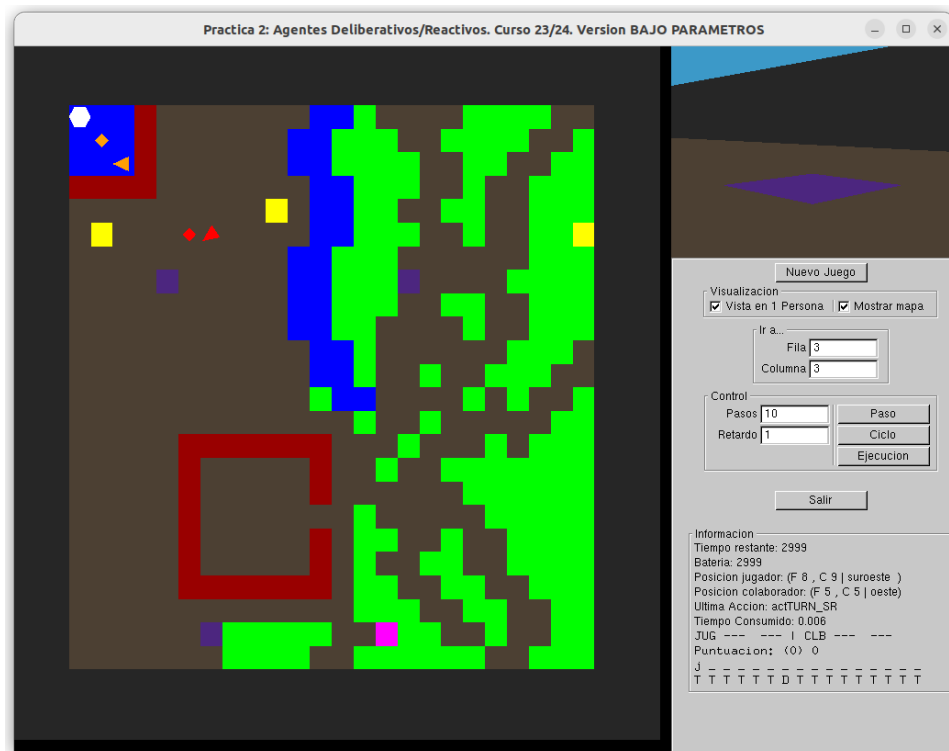 Practica 2: Agentes Deliberativos/Reactivos. Curso 23/24. Version BAJO PARAMETROS
Nuevo Juego
Visualizacion
Vista en 1 Persona | Mostrar mapa
Ir a...
Fila 3
Columna 3
Control
Pasos 10 Paso
Retardo 1 Ciclo
Ejecucion
Salir
Informacion
Tiempo restante: 2999
Bateria: 2999
Posicion jugador: (F 8 , C 9 | suroeste )
Posicion colaborador: (F 5 , C 5 | oeste)
Ultima Accion: actTURN_SR
Tiempo Consumido: 0.006
JUG --- --- | CLB --- ---
Puntuacion: (0) 0
j _ _ _ _ _ _ _ _ _ _ _ _ _ _ _
T T T T T T D T T T T T T T T T